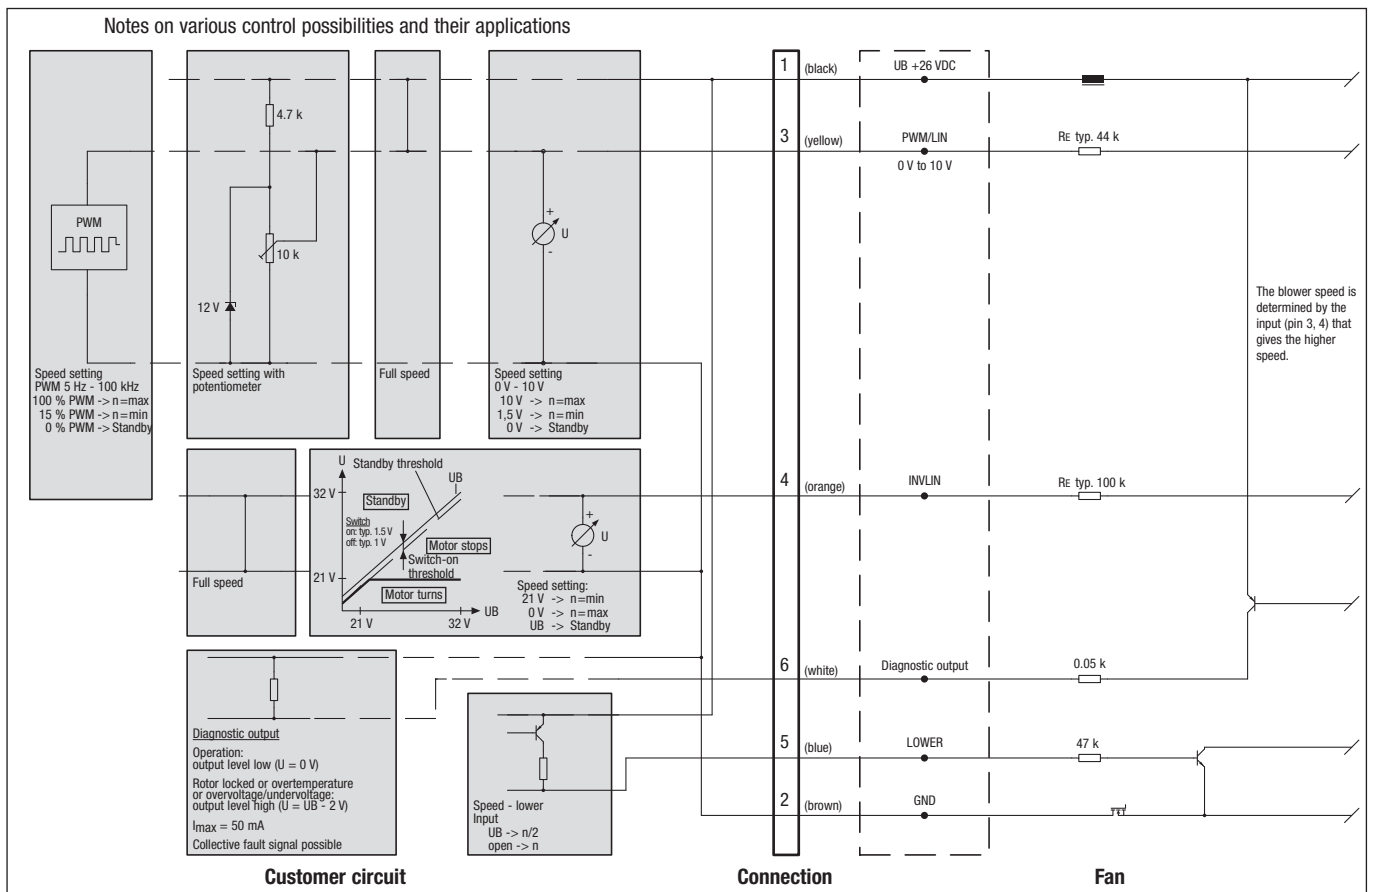 Notes on various control possibilities and their applications
1
(black)
UB +26 VDC
4.7 k
3
(yellow)
PWM/LIN
0 V to 10 V
RE typ. 44 k
PWM
10 k
12 V
+
U
-
The blower speed is
determined by the
input (pin 3, 4) that
gives the higher
speed.
Speed setting
PWM 5 Hz - 100 kHz
100 % PWM -> n=max
15 % PWM -> n=min
0 % PWM -> Standby
Speed setting with
potentiometer
Full speed
Speed setting
0 V - 10 V
10 V -> n=max
1,5 V -> n=min
0 V -> Standby
4
(orange)
INVLIN
RE typ. 100 k
Full speed
U
Standby threshold
UB
32 V
Standby
Switch
on: typ. 1.5 V
off: typ. 1 V
Motor stops
Switch-on
threshold
21 V
Motor turns
UB
21 V
32 V
+
U
-
Speed setting:
21 V -> n=min
0 V -> n=max
UB -> Standby
6
(white)
Diagnostic output
0.05 k
Diagnostic output
Operation:
output level low (U = 0 V)
Rotor locked or overtemperature
or overvoltage/undervoltage:
output level high (U = UB - 2 V)
Imax = 50 mA
Collective fault signal possible
5
(blue)
LOWER
47 k
Speed - lower
Input
UB -> n/2
open -> n
2
(brown)
GND
Customer circuit
Connection
Fan